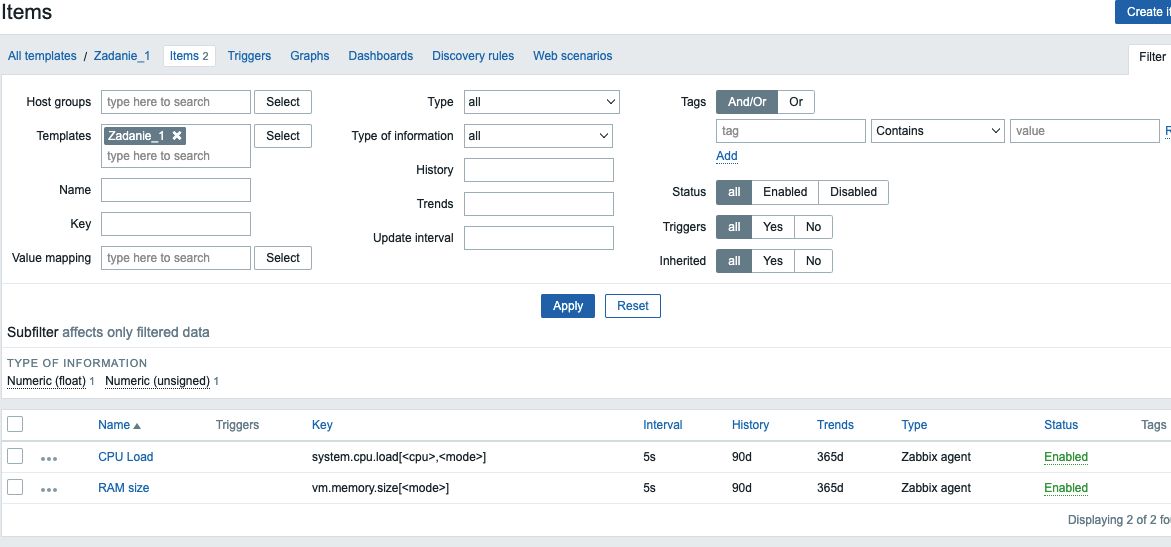 Items
Create i
All templates / Zadanie_1 Items 2 Triggers Graphs Dashboards Discovery rules Web scenarios
Filter
Host groups type here to search Select Type all Tags And/Or Or
Templates Zadanie_1 Select Type of information all tag Contains value
type here to search History Add
Name Trends Status all Enabled Disabled
Key Update interval Triggers all Yes No
Value mapping type here to search Select Inherited all Yes No
Apply Reset
Subfilter affects only filtered data
TYPE OF INFORMATION
Numeric (float) 1 Numeric (unsigned) 1
Name Triggers Key Interval History Trends Type Status Tags
CPU Load system.cpu.load[<cpu>,<mode>] 5s 90d 365d Zabbix agent Enabled
RAM size vm.memory.size[<mode>] 5s 90d 365d Zabbix agent Enabled
Displaying 2 of 2 fo